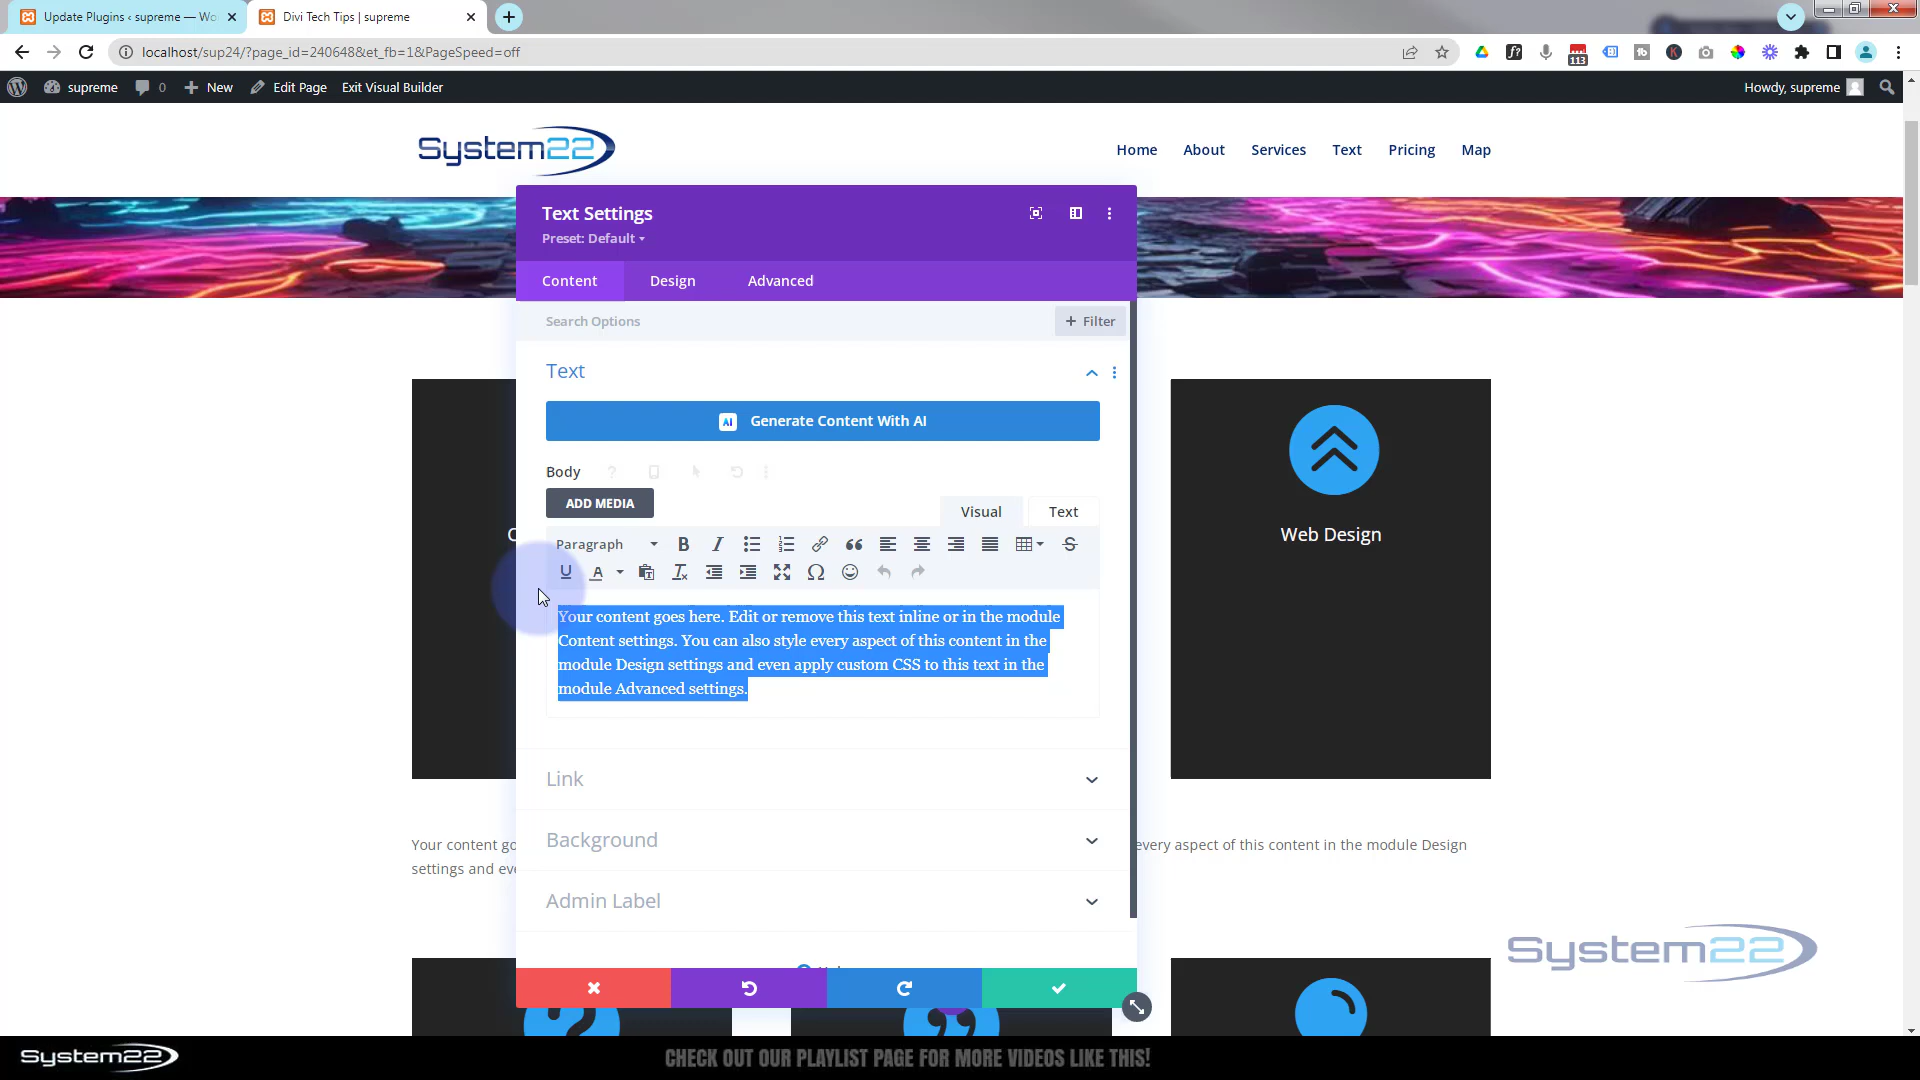 Update Plugins ‹ supreme — Wo
Divi Tech Tips | supreme
localhost/sup24/?page_id=240648&et_fb=1&PageSpeed=off
113
supreme
0
New
Edit Page
Exit Visual Builder
Howdy, supreme
System22
Home
About
Services
Text
Pricing
Map
Text Settings
Preset: Default
Content
Design
Advanced
Search Options
+ Filter
Text
AI Generate Content With AI
Body
ADD MEDIA
Visual
Text
Paragraph
Your content goes here. Edit or remove this text inline or in the module
Content settings. You can also style every aspect of this content in the
module Design settings and even apply custom CSS to this text in the
module Advanced settings.
Web Design
Link
Background
Admin Label
Your content go
every aspect of this content in the module Design
settings and eve
System22
System22
CHECK OUT OUR PLAYLIST PAGE FOR MORE VIDEOS LIKE THIS!